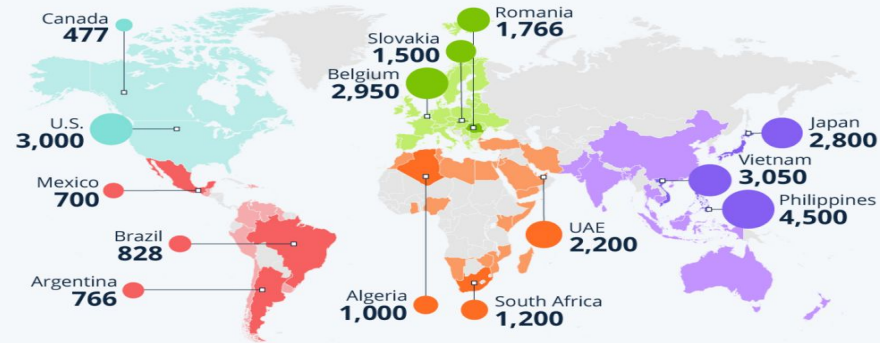 Canada
477
U.S.
3,000
Mexico
700
Brazil
828
Argentina
766
Romania
1,766
Slovakia
1,500
Belgium
2,950
Algeria
1,000
South Africa
1,200
UAE
2,200
Japan
2,800
Vietnam
3,050
Philippines
4,500